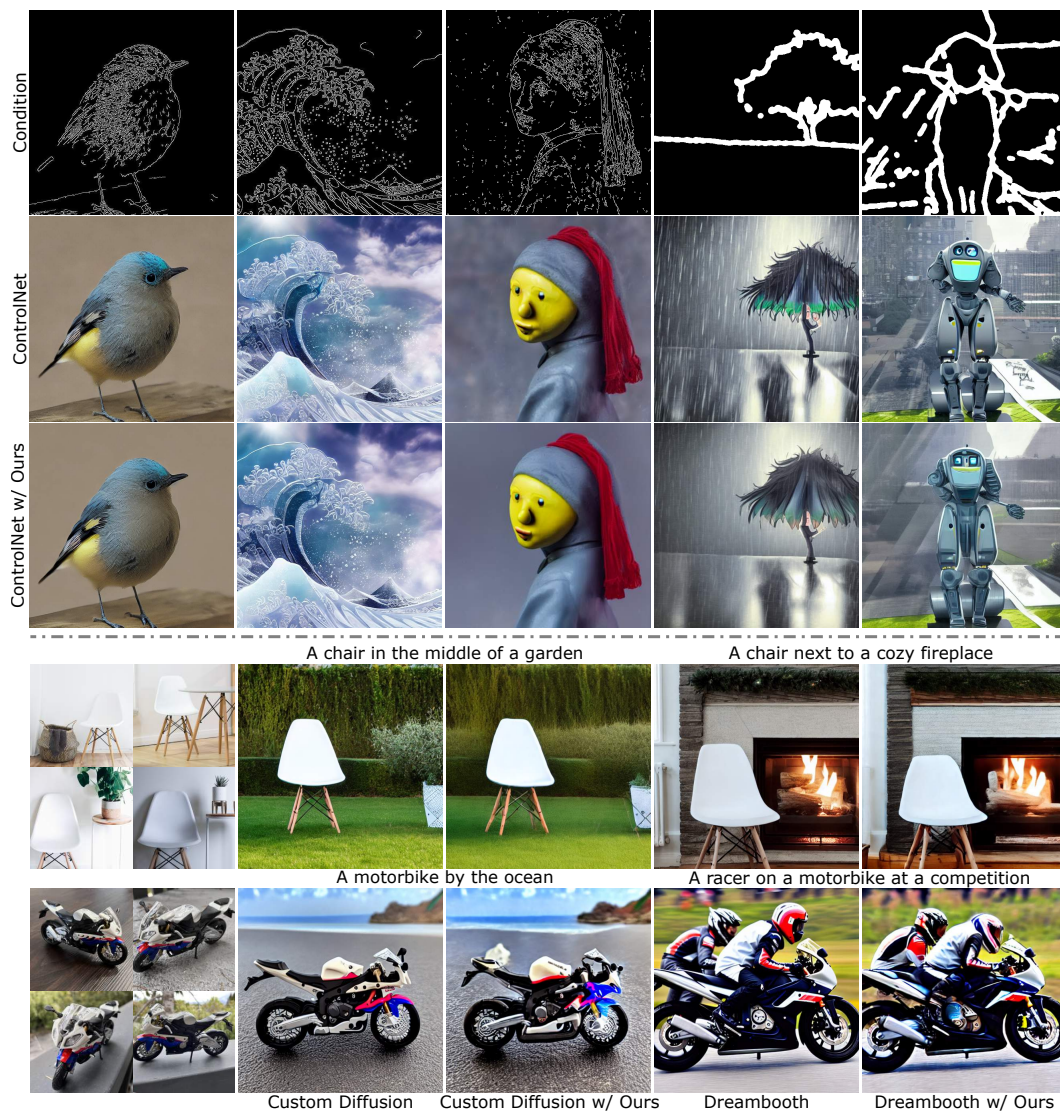 Condition
ControlNet
ControlNet w/ Ours
A chair in the middle of a garden
A chair next to a cozy fireplace
A motorbike by the ocean
A racer on a motorbike at a competition
Custom Diffusion
Custom Diffusion w/ Ours
Dreambooth
Dreambooth w/ Ours